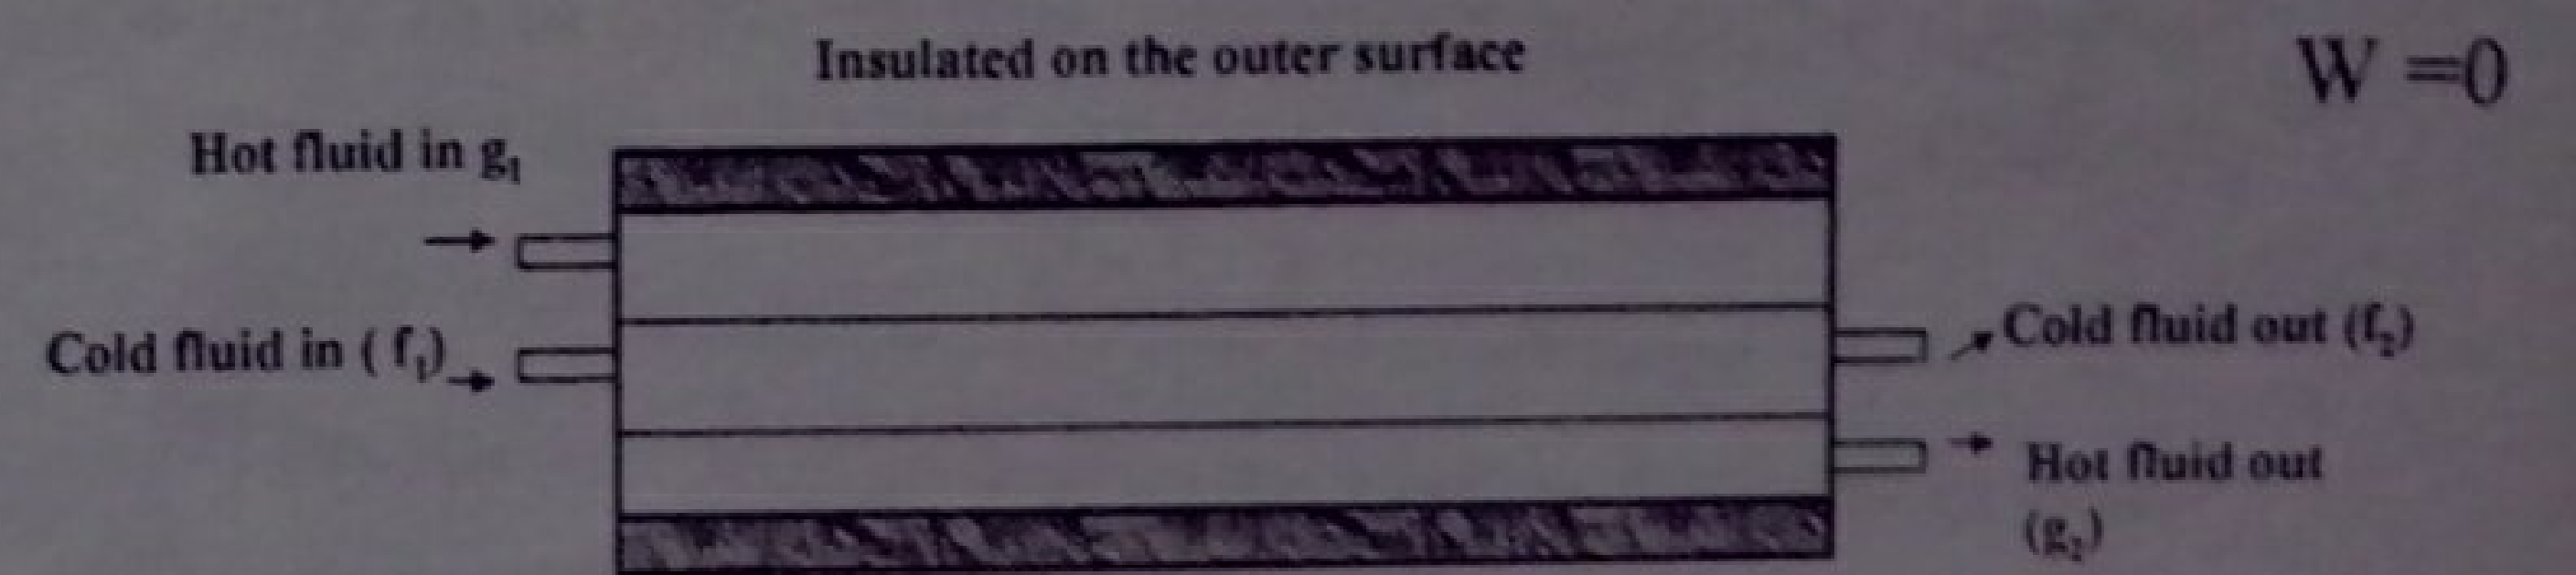 Insulated on the outer surface
W =0
Hot fluid in g₁
Cold fluid in ( f₁)
Cold fluid out (f₂)
Hot fluid out
(g₂)